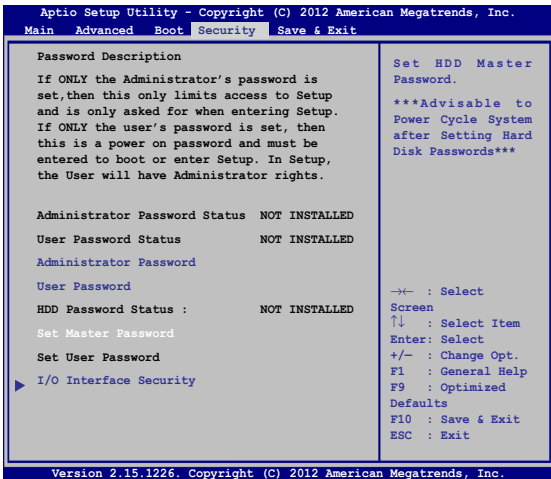 Aptio Setup Utility - Copyright (C) 2012 American Megatrends, Inc.
Main Advanced Boot Security Save & Exit
Password Description
If ONLY the Administrator's password is
set,then this only limits access to Setup
and is only asked for when entering Setup.
If ONLY the user's password is set, then
this is a power on password and must be
entered to boot or enter Setup. In Setup,
the User will have Administrator rights.
Administrator Password Status NOT INSTALLED
User Password Status NOT INSTALLED
Administrator Password
User Password
HDD Password Status : NOT INSTALLED
Set Master Password
Set User Password
I/O Interface Security
Set HDD Master
Password.
***Advisable to
Power Cycle System
after Setting Hard
Disk Passwords***
→← : Select
Screen
↑↓ : Select Item
Enter: Select
+/— : Change Opt.
F1 : General Help
F9 : Optimized
Defaults
F10 : Save & Exit
ESC : Exit
Version 2.15.1226. Copyright (C) 2012 American Megatrends, Inc.